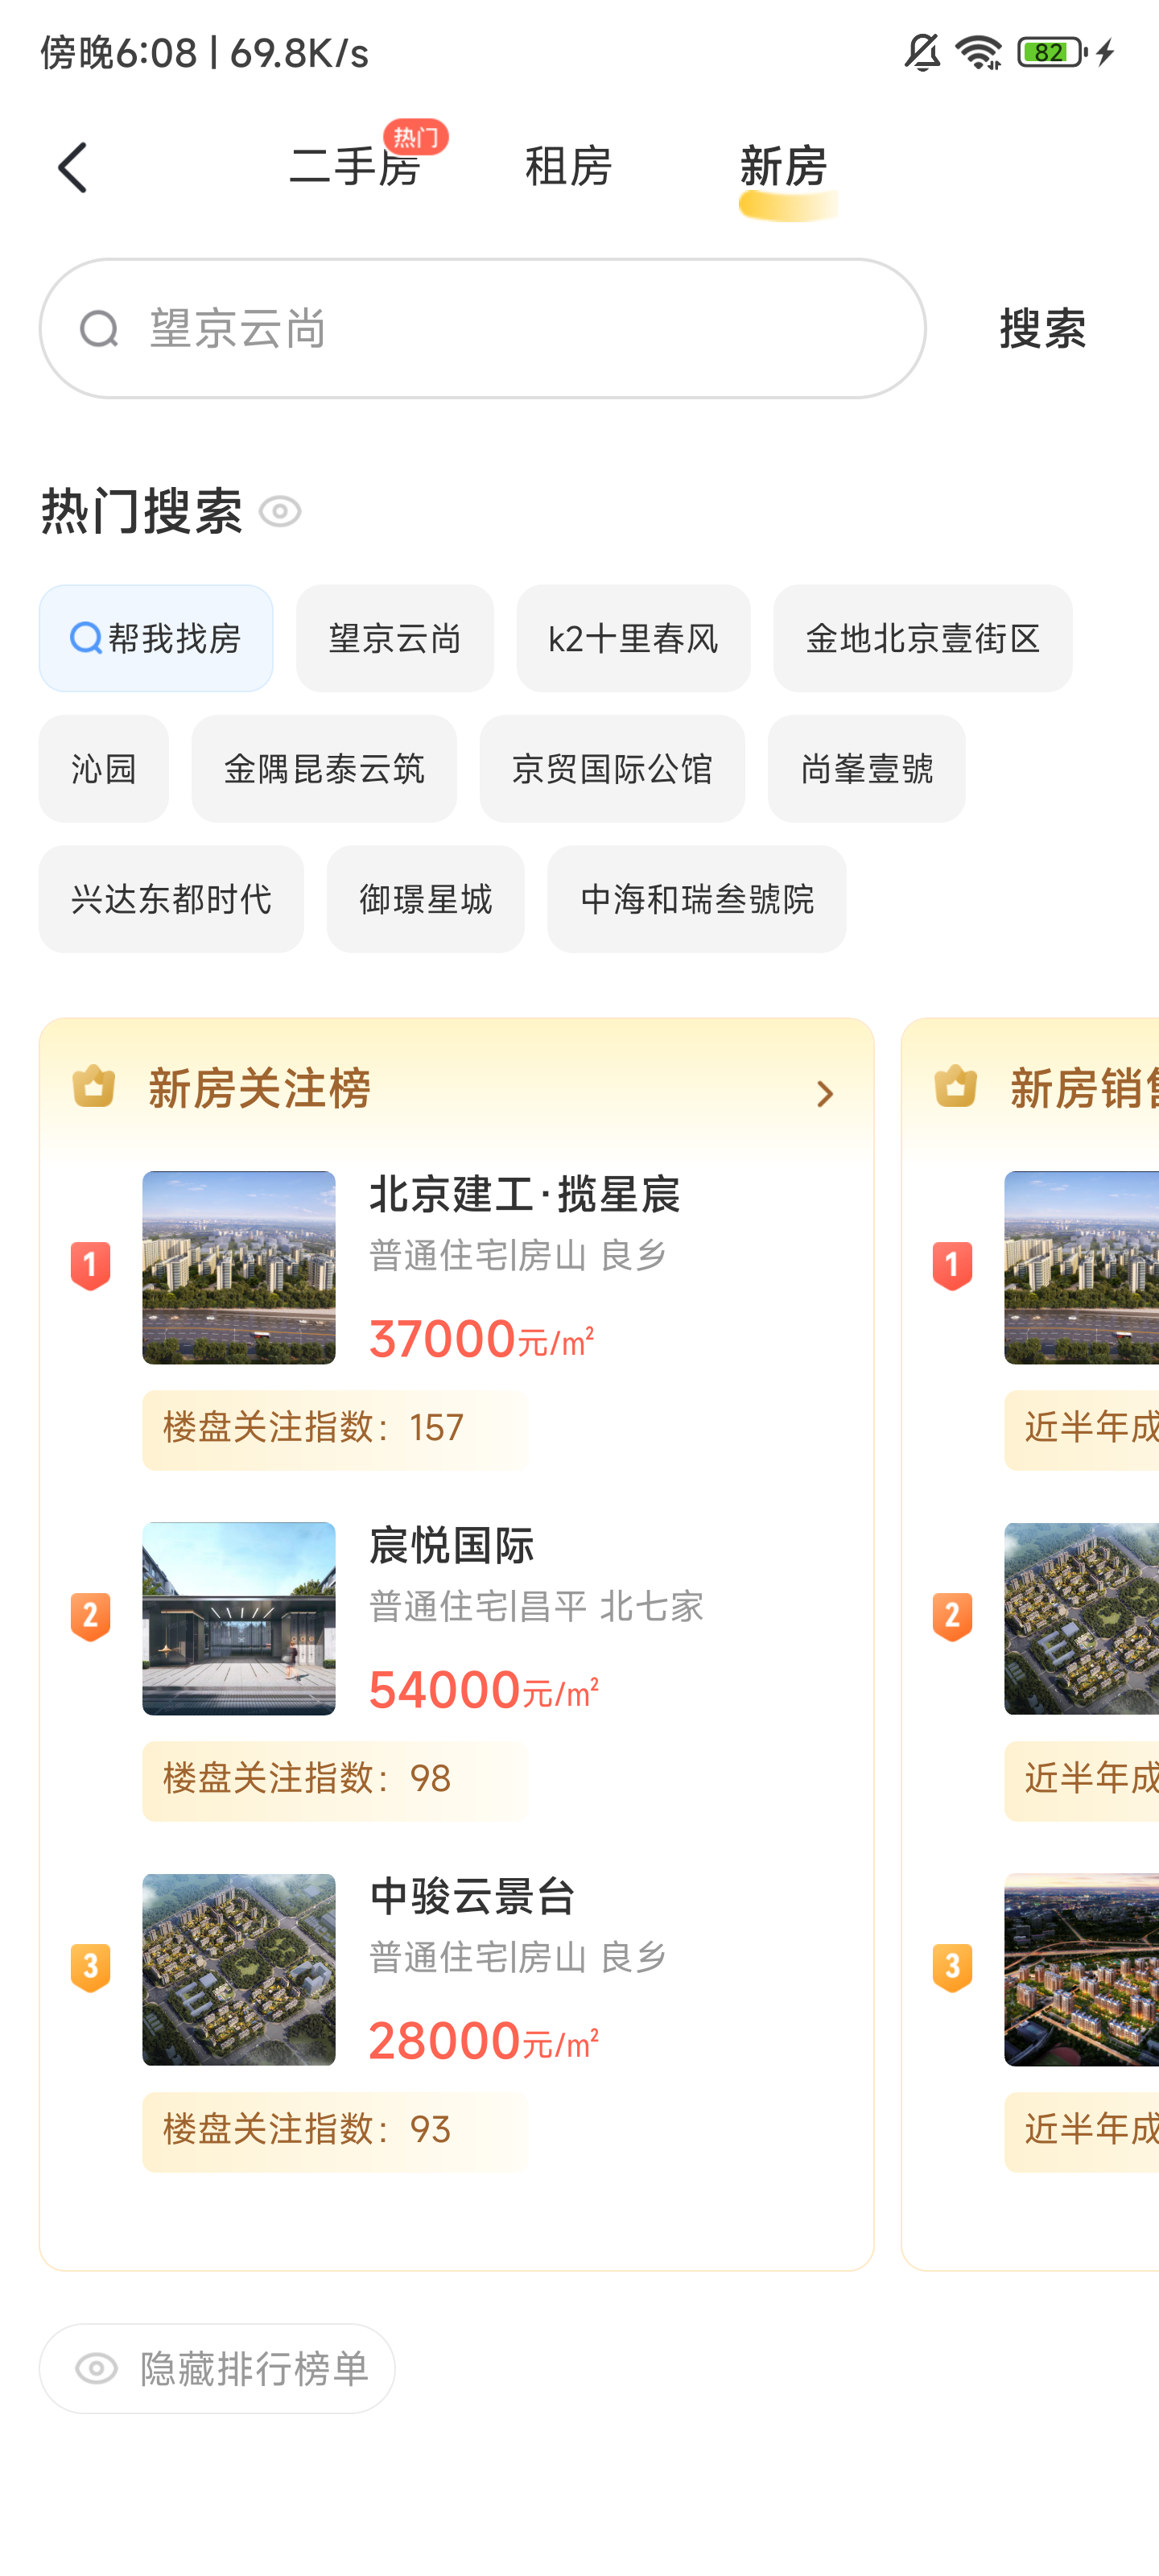 傍晚6:08 | 69.8K/s
82
二手房 热门 租房 新房
望京云尚 搜索
热门搜索
帮我找房 望京云尚 k2十里春风 金地北京壹街区
沁园 金隅昆泰云筑 京贸国际公馆 尚峯壹號
兴达东都时代 御璟星城 中海和瑞叁號院
新房关注榜
1
北京建工·揽星宸
普通住宅|房山 良乡
37000元/m²
楼盘关注指数：157
2
宸悦国际
普通住宅|昌平 北七家
54000元/m²
楼盘关注指数：98
3
中骏云景台
普通住宅|房山 良乡
28000元/m²
楼盘关注指数：93
新房销售
1
近半年成
2
近半年成
3
近半年成
隐藏排行榜单